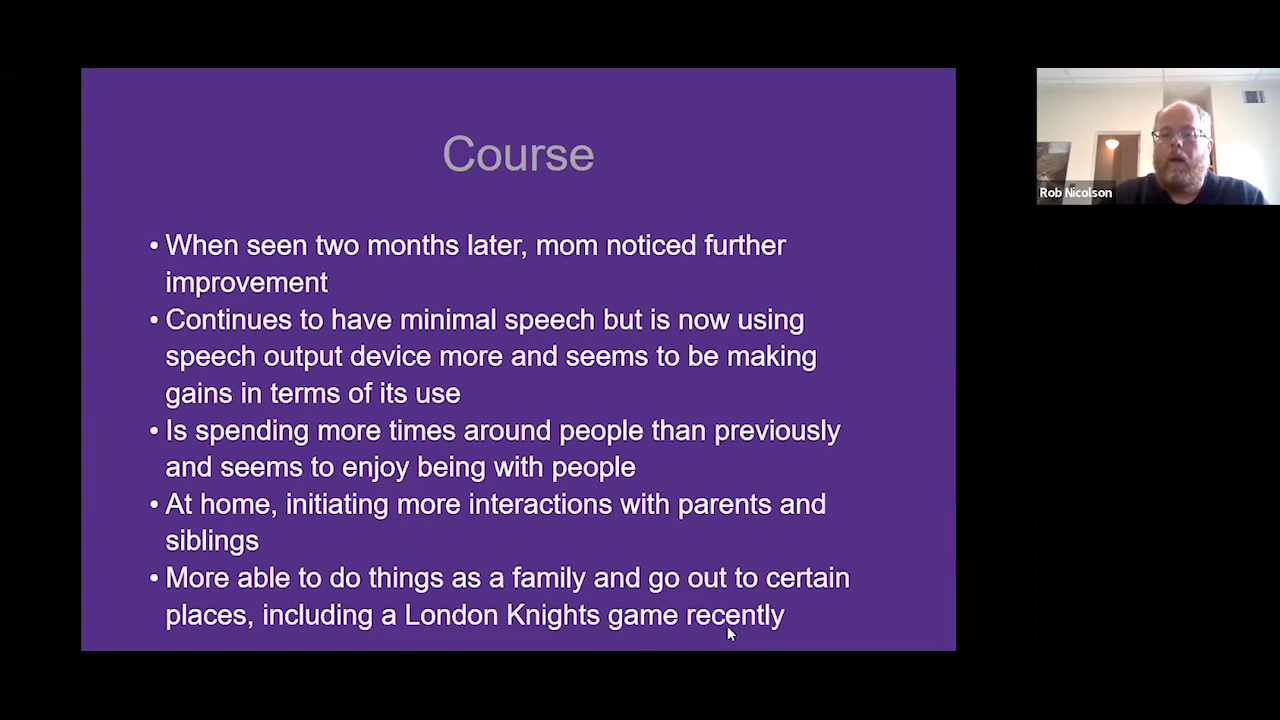 Course
• When seen two months later, mom noticed further
improvement
• Continues to have minimal speech but is now using
speech output device more and seems to be making
gains in terms of its use
• Is spending more times around people than previously
and seems to enjoy being with people
• At home, initiating more interactions with parents and
siblings
• More able to do things as a family and go out to certain
places, including a London Knights game recently
Rob Nicolson